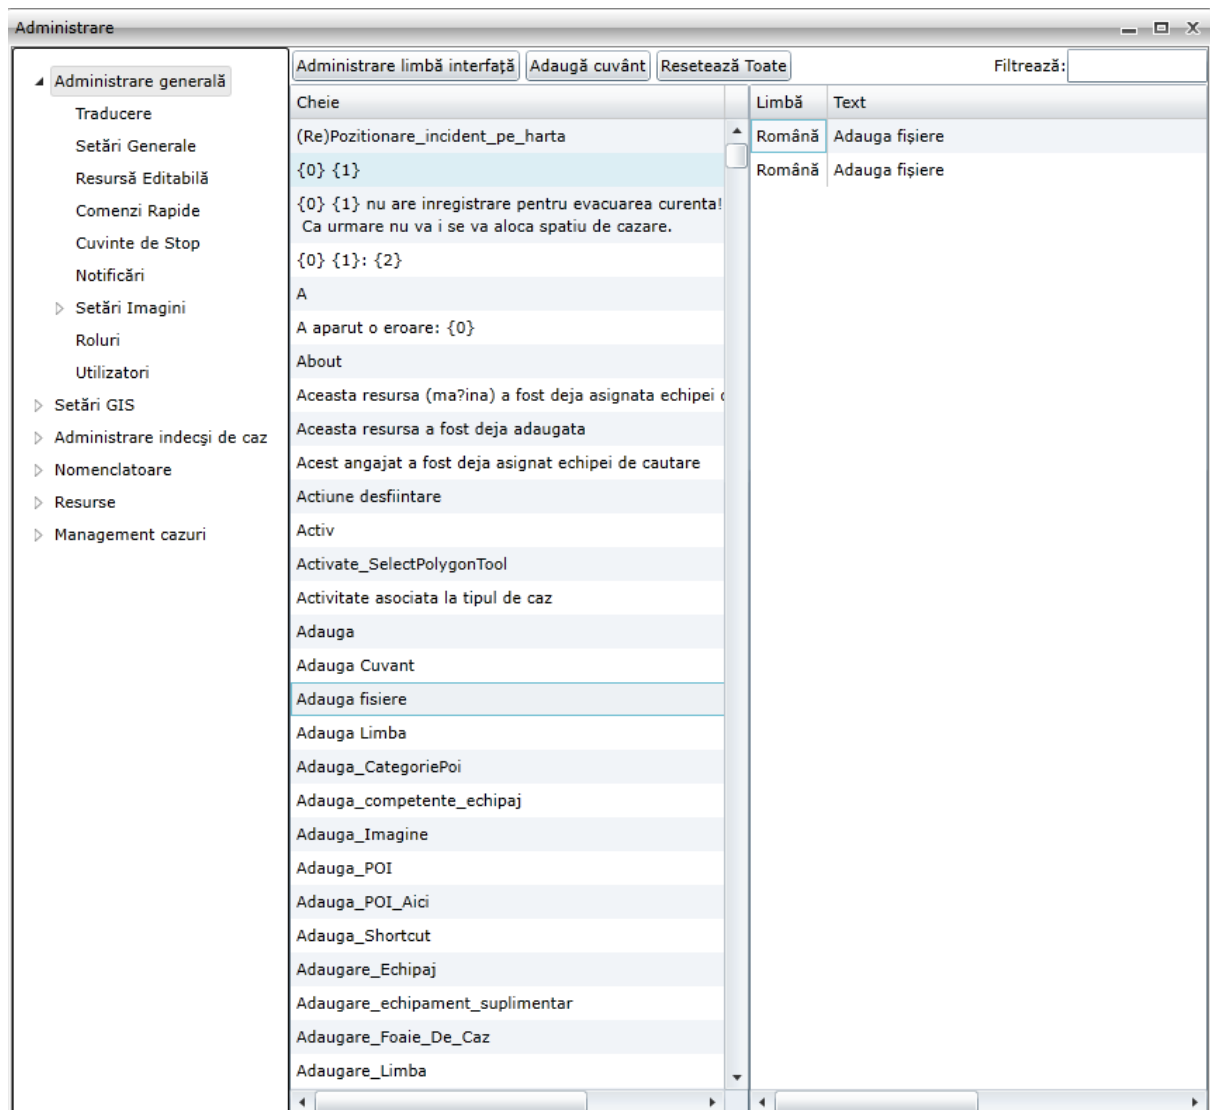 Administrare
Administrare generală
Traducere
Setări Generale
Resursă Editabilă
Comenzi Rapide
Cuvinte de Stop
Notificări
Setări Imagini
Roluri
Utilizatori
Setări GIS
Administrare indecşi de caz
Nomenclatoare
Resurse
Management cazuri
Administrare limbă interfaţă Adaugă cuvânt Resetează Toate Filtrează:
Cheie
(Re)Pozitionare_incident_pe_harta
{0} {1}
{0} {1} nu are inregistrare pentru evacuarea curenta!
Ca urmare nu va i se va aloca spatiu de cazare.
{0} {1}: {2}
A
A aparut o eroare: {0}
About
Aceasta resursa (ma?ina) a fost deja asignata echipei
Aceasta resursa a fost deja adaugata
Acest angajat a fost deja asignat echipei de cautare
Actiune desfiintare
Activ
Activate_SelectPolygonTool
Activitate asociata la tipul de caz
Adauga
Adauga Cuvant
Adauga fisiere
Adauga Limba
Adauga_CategoriePoi
Adauga_competente_echipaj
Adauga_Imagine
Adauga_POI
Adauga_POI_Aici
Adauga_Shortcut
Adaugare_Echipaj
Adaugare_echipament_suplimentar
Adaugare_Foaie_De_Caz
Adaugare_Limba
Limbă Text
Română Adauga fişiere
Română Adauga fişiere